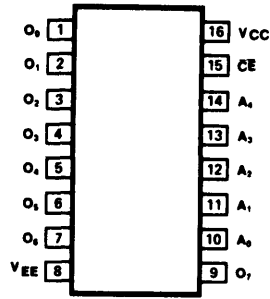 O₀ 1 16 VCC
O₁ 2 15 C̅E̅
O₂ 3 14 A₄
O₃ 4 13 A₃
O₄ 5 12 A₂
O₅ 6 11 A₁
O₆ 7 10 A₀
VEE 8 9 O₇